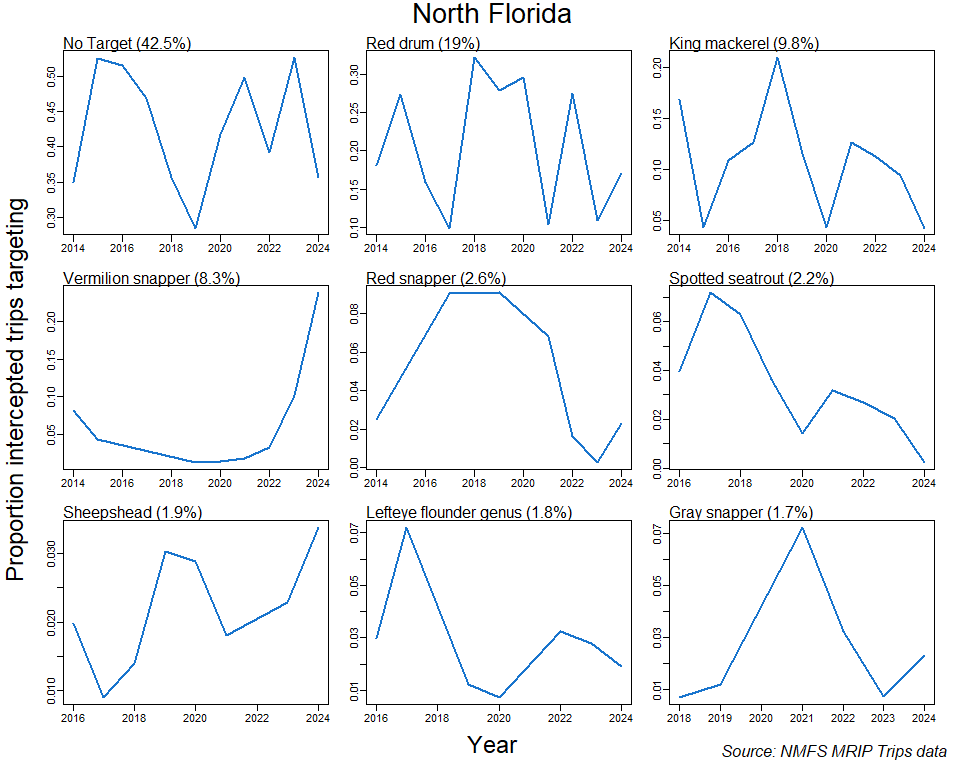 North Florida
No Target (42.5%)
Red drum (19%)
King mackerel (9.8%)
0.30 0.35 0.40 0.45 0.50
0.10 0.15 0.20 0.25 0.30
0.05 0.10 0.15 0.20
2014 2016 2018 2020 2022 2024
2014 2016 2018 2020 2022 2024
2014 2016 2018 2020 2022 2024
Vermilion snapper (8.3%)
Red snapper (2.6%)
Spotted seatrout (2.2%)
0.05 0.10 0.15 0.20
0.00 0.02 0.04 0.06 0.08
0.00 0.02 0.04 0.06
2014 2016 2018 2020 2022 2024
2014 2016 2018 2020 2022 2024
2016 2018 2020 2022 2024
Sheepshead (1.9%)
Lefteye flounder genus (1.8%)
Gray snapper (1.7%)
0.010 0.020 0.030
0.01 0.03 0.05 0.07
0.01 0.03 0.05 0.07
2016 2018 2020 2022 2024
2016 2018 2020 2022 2024
2018 2019 2020 2021 2022 2023 2024
Proportion intercepted trips targeting
Year
Source: NMFS MRIP Trips data